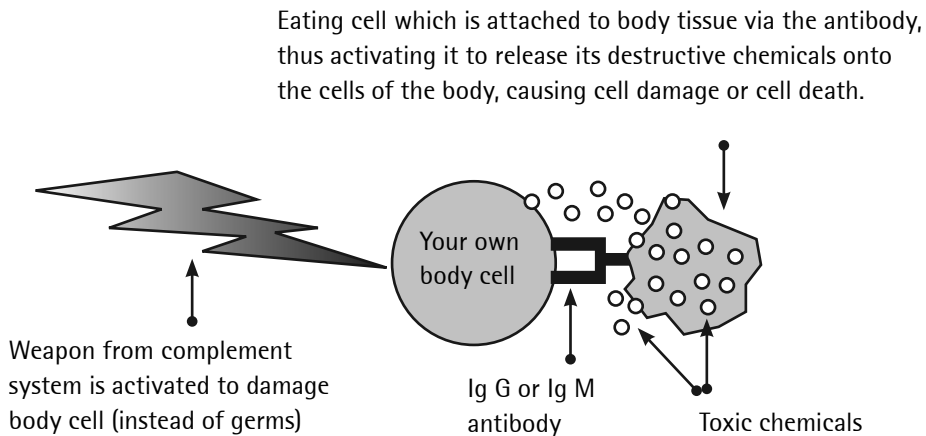 Eating cell which is attached to body tissue via the antibody,
thus activating it to release its destructive chemicals onto
the cells of the body, causing cell damage or cell death.
Your own
body cell
Weapon from complement
system is activated to damage
body cell (instead of germs)
Ig G or Ig M
antibody
Toxic chemicals